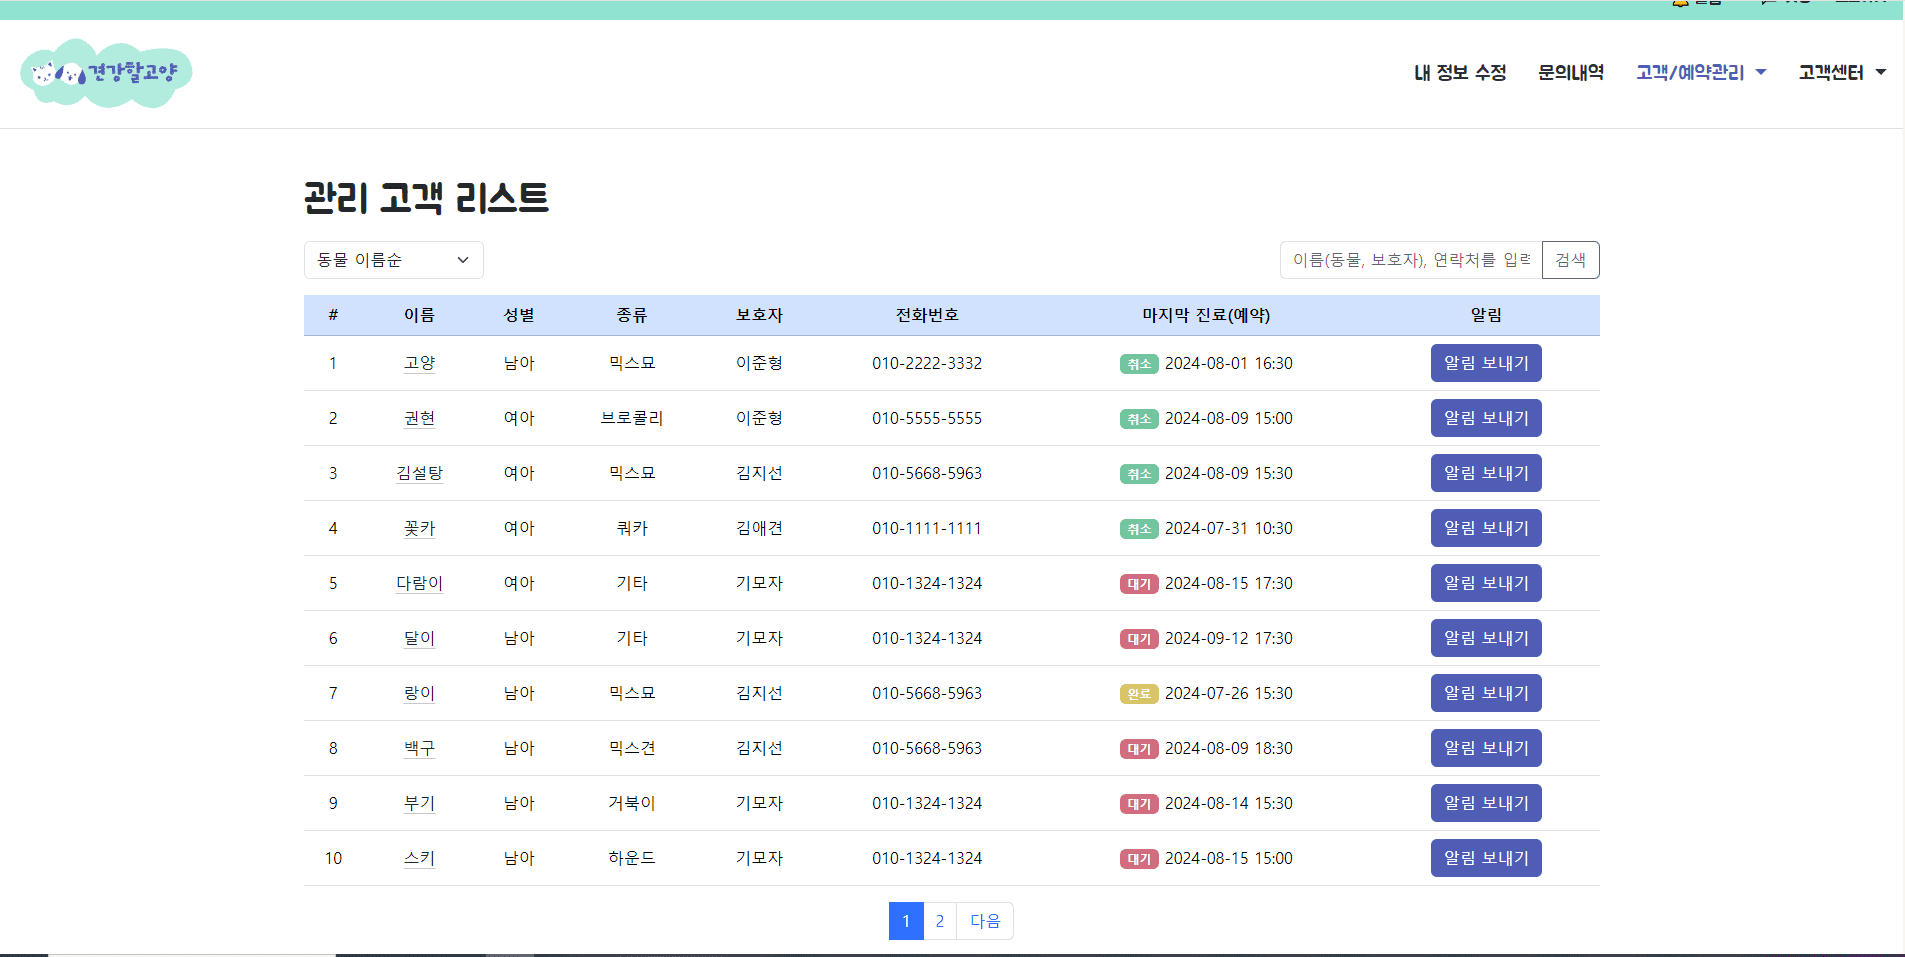 견강할고양
내 정보 수정 문의내역 고객/예약관리 고객센터
관리 고객 리스트
동물 이름순 이름(동물, 보호자), 연락처를 입력 검색
# 이름 성별 종류 보호자 전화번호 마지막 진료(예약) 알림
1 고양 남아 믹스묘 이준형 010-2222-3332 취소 2024-08-01 16:30 알림 보내기
2 권현 여아 브로콜리 이준형 010-5555-5555 취소 2024-08-09 15:00 알림 보내기
3 김설탕 여아 믹스묘 김지선 010-5668-5963 취소 2024-08-09 15:30 알림 보내기
4 꽃카 여아 쿼카 김애견 010-1111-1111 취소 2024-07-31 10:30 알림 보내기
5 다람이 여아 기타 기모자 010-1324-1324 대기 2024-08-15 17:30 알림 보내기
6 달이 남아 기타 기모자 010-1324-1324 대기 2024-09-12 17:30 알림 보내기
7 랑이 남아 믹스묘 김지선 010-5668-5963 완료 2024-07-26 15:30 알림 보내기
8 백구 남아 믹스견 김지선 010-5668-5963 대기 2024-08-09 18:30 알림 보내기
9 부기 남아 거북이 기모자 010-1324-1324 대기 2024-08-14 15:30 알림 보내기
10 스키 남아 하운드 기모자 010-1324-1324 대기 2024-08-15 15:00 알림 보내기
1 2 다음